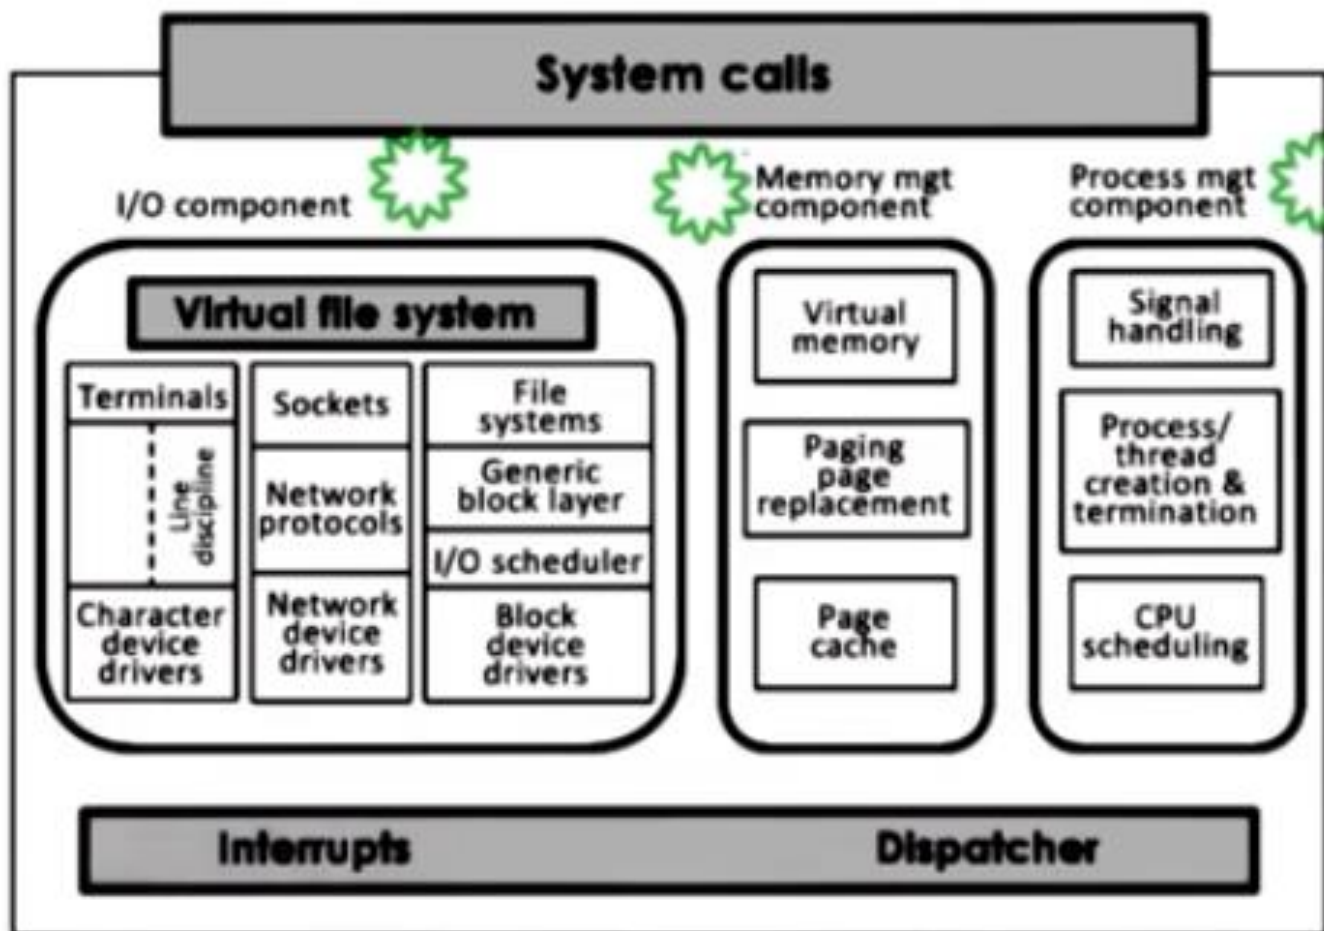 System calls
I/O component
Memory mgt
component
Process mgt
component
Virtual file system
Terminals
Line
discipline
Character
device
drivers
Sockets
Network
protocols
Network
device
drivers
File
systems
Generic
block layer
I/O scheduler
Block
device
drivers
Virtual
memory
Paging
page
replacement
Page
cache
Signal
handling
Process/
thread
creation &
termination
CPU
scheduling
Interrupts
Dispatcher